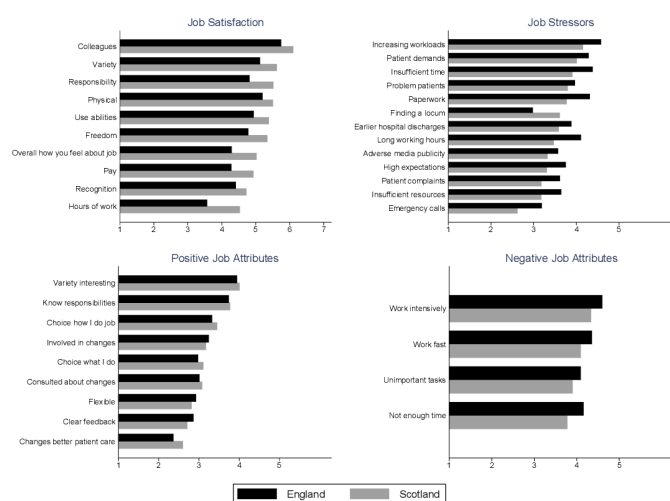 Job Satisfaction
Colleagues
Variety
Responsibility
Physical
Use abilities
Freedom
Overall how you feel about job
Pay
Recognition
Hours of work
1 2 3 4 5 6 7
Job Stressors
Increasing workloads
Patient demands
Insufficient time
Problem patients
Paperwork
Finding a locum
Earlier hospital discharges
Long working hours
Adverse media publicity
High expectations
Patient complaints
Insufficient resources
Emergency calls
1 2 3 4 5
Positive Job Attributes
Variety interesting
Know responsibilities
Choice how I do job
Involved in changes
Choice what I do
Consulted about changes
Flexible
Clear feedback
Changes better patient care
1 2 3 4 5
Negative Job Attributes
Work intensively
Work fast
Unimportant tasks
Not enough time
1 2 3 4 5
England Scotland